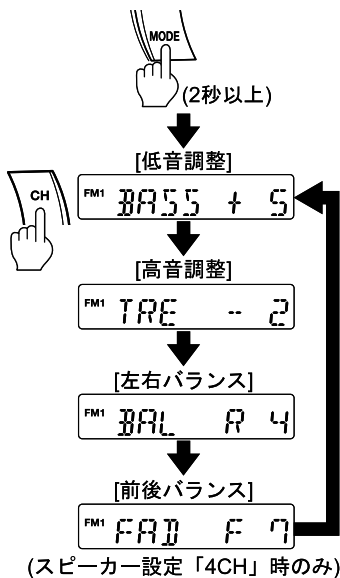 MODE
(2秒以上)
[低音調整]
CH
FM1 BASS + 5
[高音調整]
FM1 TRE - 2
[左右バランス]
FM1 BAL R 4
[前後バランス]
FM1 FAD F 7
(スピーカー設定「4CH」時のみ)